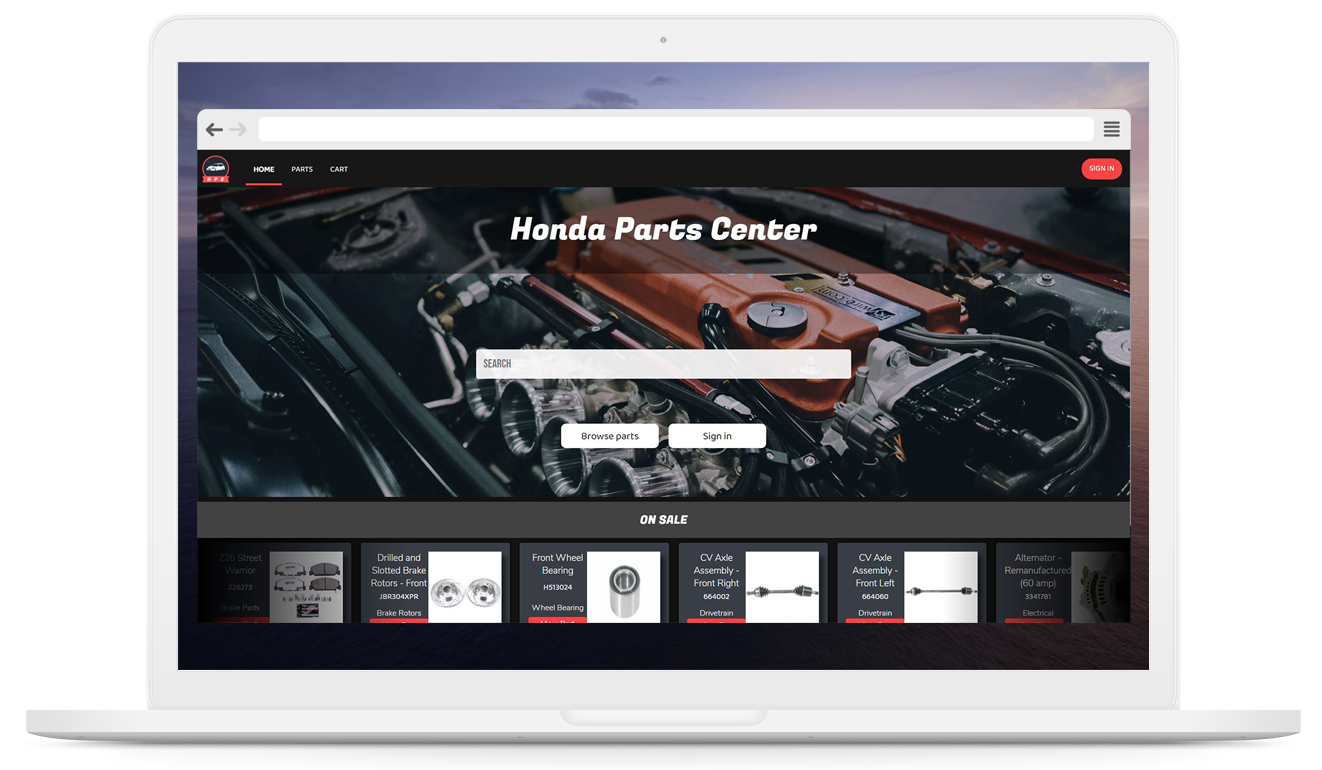 HPC
HOME
PARTS
CART
SIGN IN
Honda Parts Center
SEARCH
Browse parts
Sign in
ON SALE
Z26 Street
Warrior
Z26273
Brake Pads
Drilled and
Slotted Brake
Rotors - Front
JBR304XPR
Brake Rotors
Front Wheel
Bearing
H513024
Wheel Bearing
View Part
CV Axle
Assembly -
Front Right
664002
Drivetrain
CV Axle
Assembly -
Front Left
664060
Drivetrain
Alternator -
Remanufactured
(60 amp)
3341781
Electrical